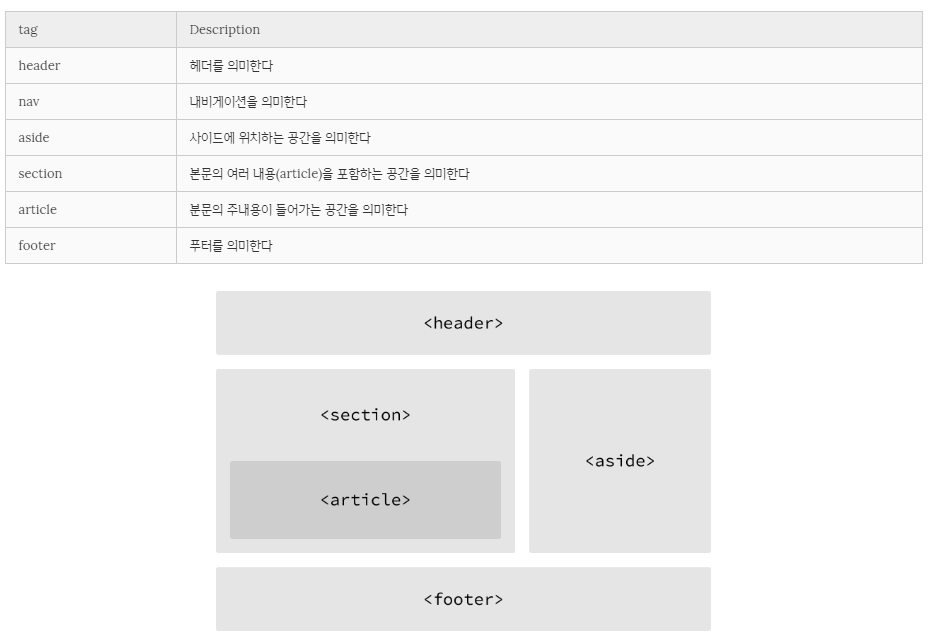 tag Description
header 헤더를 의미한다
nav 내비게이션을 의미한다
aside 사이드에 위치하는 공간을 의미한다
section 본문의 여러 내용(article)을 포함하는 공간을 의미한다
article 분문의 주내용이 들어가는 공간을 의미한다
footer 푸터를 의미한다
<header>
<section>
<aside>
<article>
<footer>